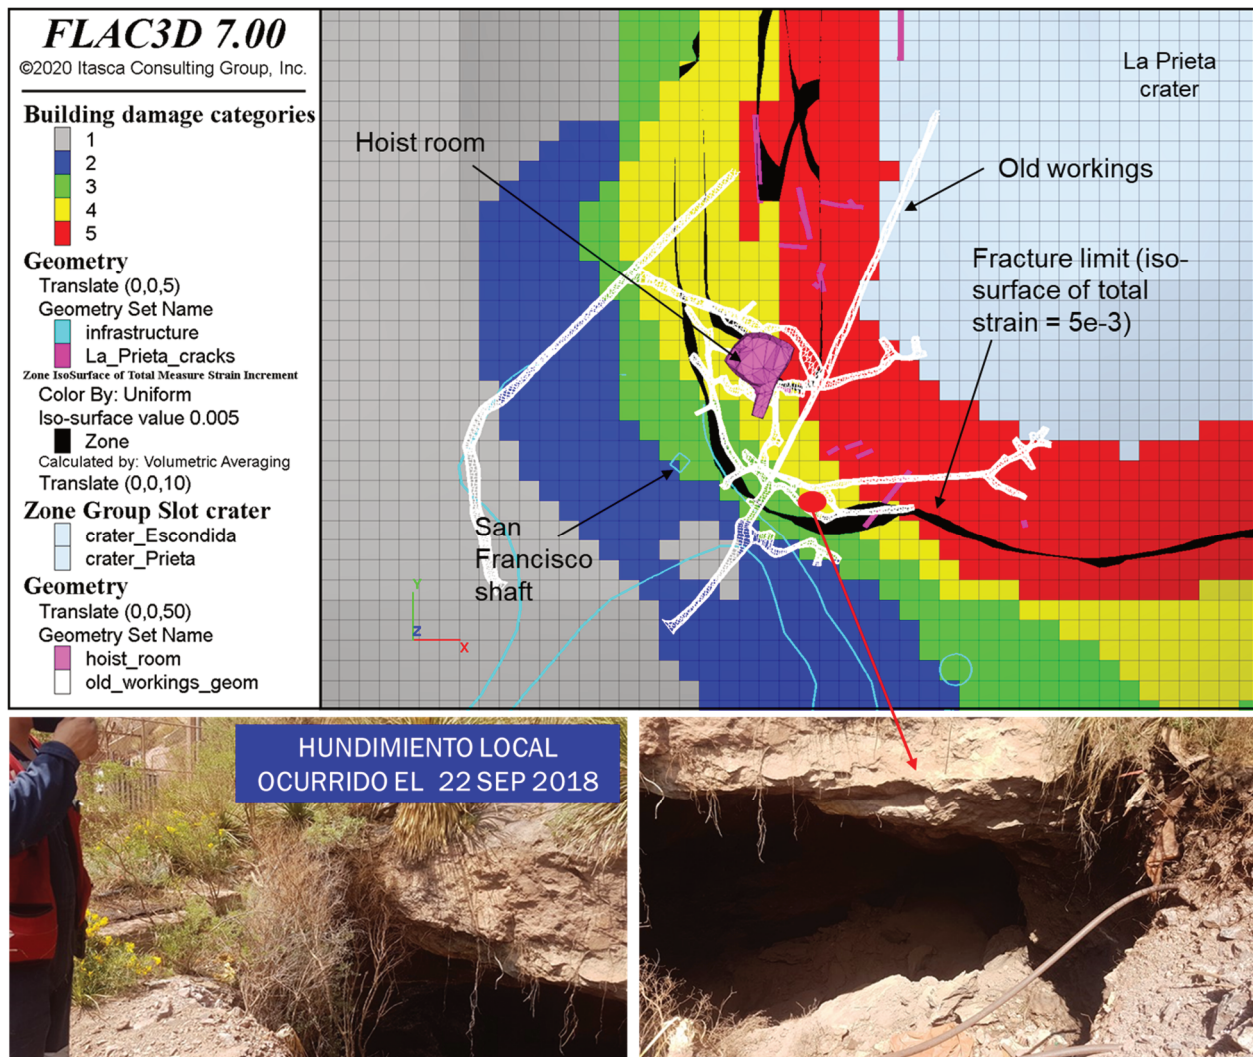 FLAC3D 7.00
©2020 Itasca Consulting Group, Inc.
Building damage categories
1
2
3
4
5
Geometry
Translate (0,0,5)
Geometry Set Name
infrastructure
La_Prieta_cracks
Zone IsoSurface of Total Measure Strain Increment
Color By: Uniform
Iso-surface value 0.005
Zone
Calculated by: Volumetric Averaging
Translate (0,0,10)
Zone Group Slot crater
crater_Escondida
crater_Prieta
Geometry
Translate (0,0,50)
Geometry Set Name
hoist_room
old_workings_geom
La Prieta
crater
Hoist room
Old workings
Fracture limit (iso-
surface of total
strain = 5e-3)
San
Francisco
shaft
Y
Z
X
HUNDIMIENTO LOCAL
OCURRIDO EL 22 SEP 2018